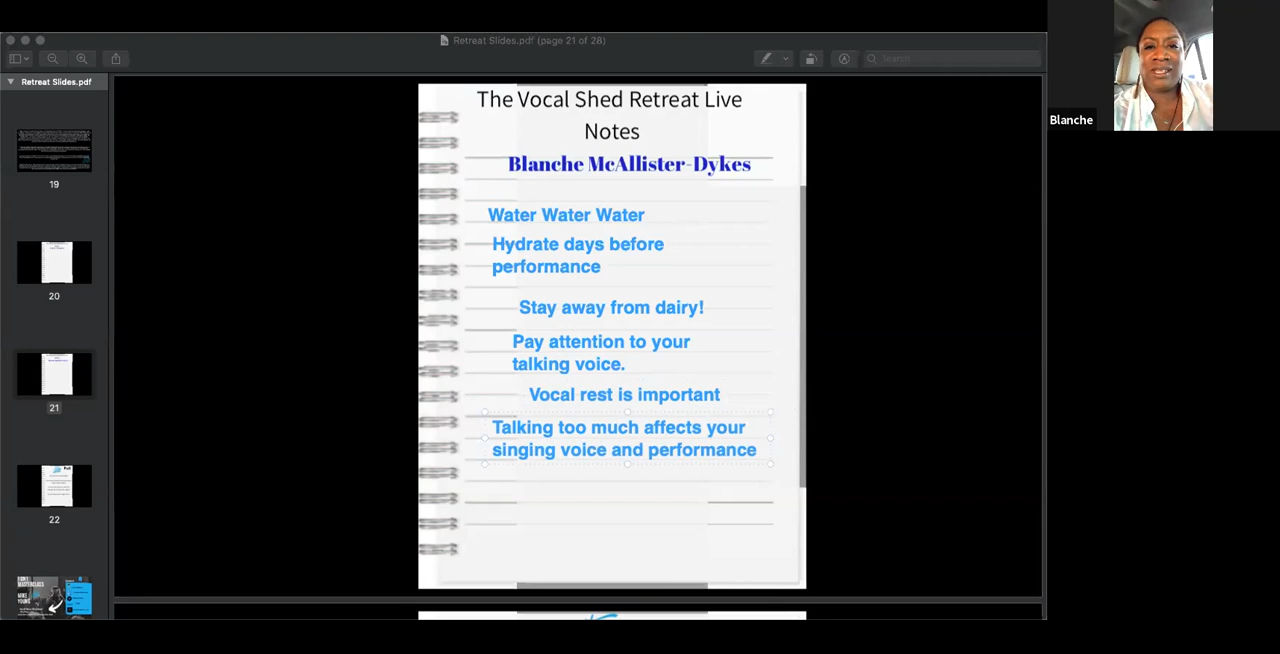 Retreat Slides.pdf (page 21 of 28)
Search
Retreat Slides.pdf
19
20
21
22
The Vocal Shed Retreat Live
Notes
Blanche McAllister-Dykes
Water Water Water
Hydrate days before
performance
Stay away from dairy!
Pay attention to your
talking voice.
Vocal rest is important
Talking too much affects your
singing voice and performance
Blanche